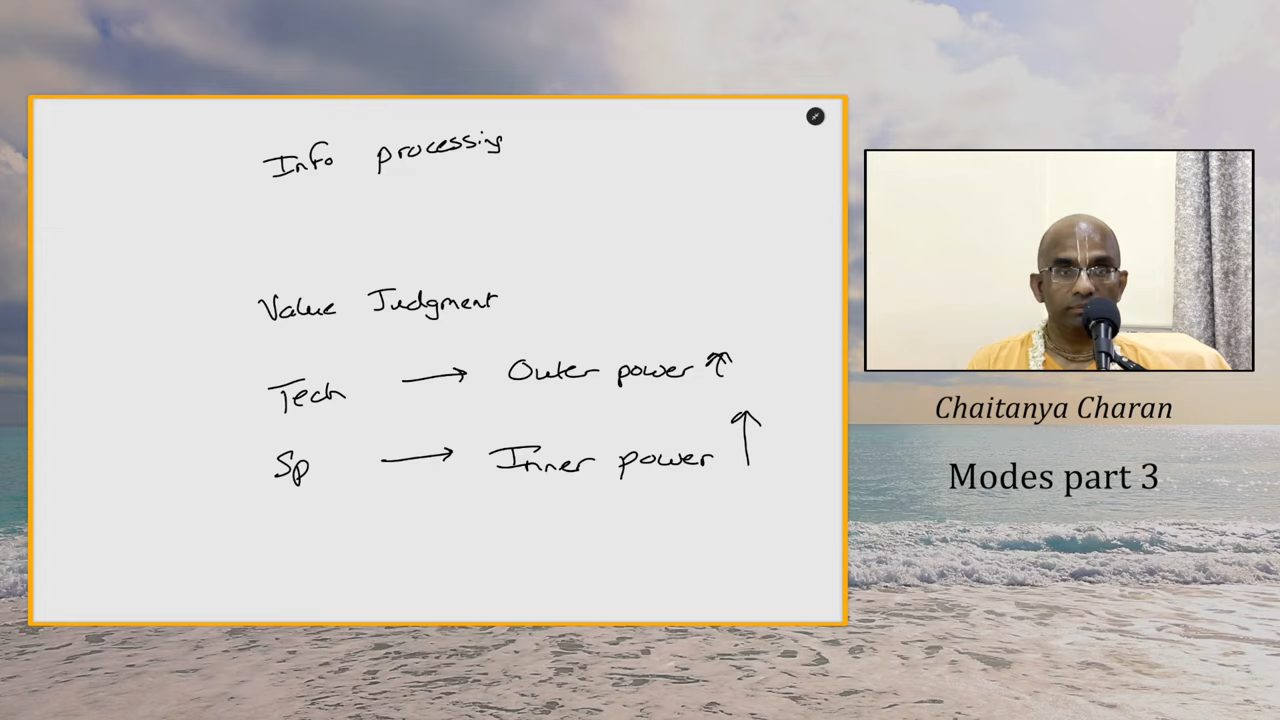 Info processing
Value Judgment
Tech → Outer power ↑
Sp → Inner power ↑
Chaitanya Charan
Modes part 3